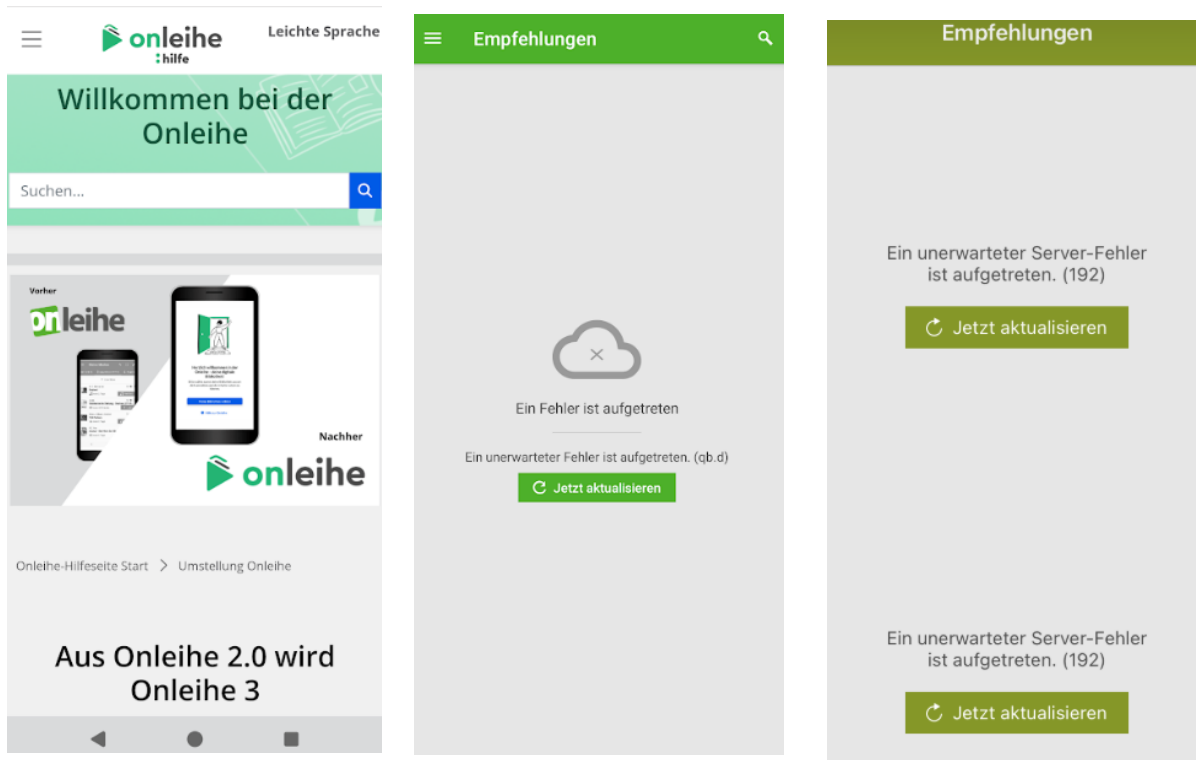 onleihe
:hilfe
Leichte Sprache
Willkommen bei der
Onleihe
Suchen...
Vorher
onleihe
Nachher
onleihe
Onleihe-Hilfeseite Start > Umstellung Onleihe
Aus Onleihe 2.0 wird
Onleihe 3
Empfehlungen
Ein Fehler ist aufgetreten
Ein unerwarteter Fehler ist aufgetreten. (qb.d)
Jetzt aktualisieren
Empfehlungen
Ein unerwarteter Server-Fehler
ist aufgetreten. (192)
Jetzt aktualisieren
Ein unerwarteter Server-Fehler
ist aufgetreten. (192)
Jetzt aktualisieren